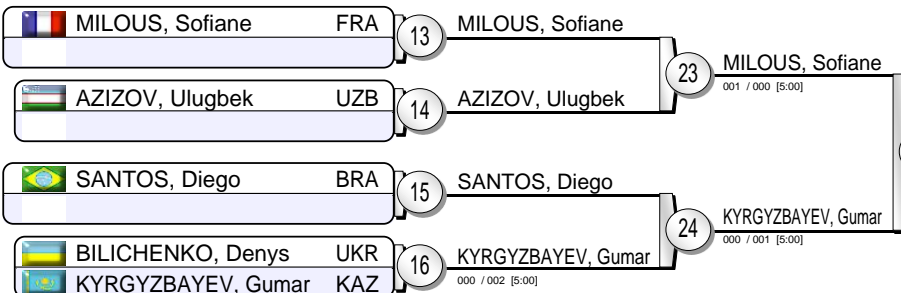 MILOUS, Sofiane FRA
13
MILOUS, Sofiane
AZIZOV, Ulugbek UZB
14
AZIZOV, Ulugbek
23
MILOUS, Sofiane
001 / 000 [5:00]
SANTOS, Diego BRA
15
SANTOS, Diego
BILICHENKO, Denys UKR
KYRGYZBAYEV, Gumar KAZ
16
KYRGYZBAYEV, Gumar
000 / 002 [5:00]
24
KYRGYZBAYEV, Gumar
000 / 001 [5:00]